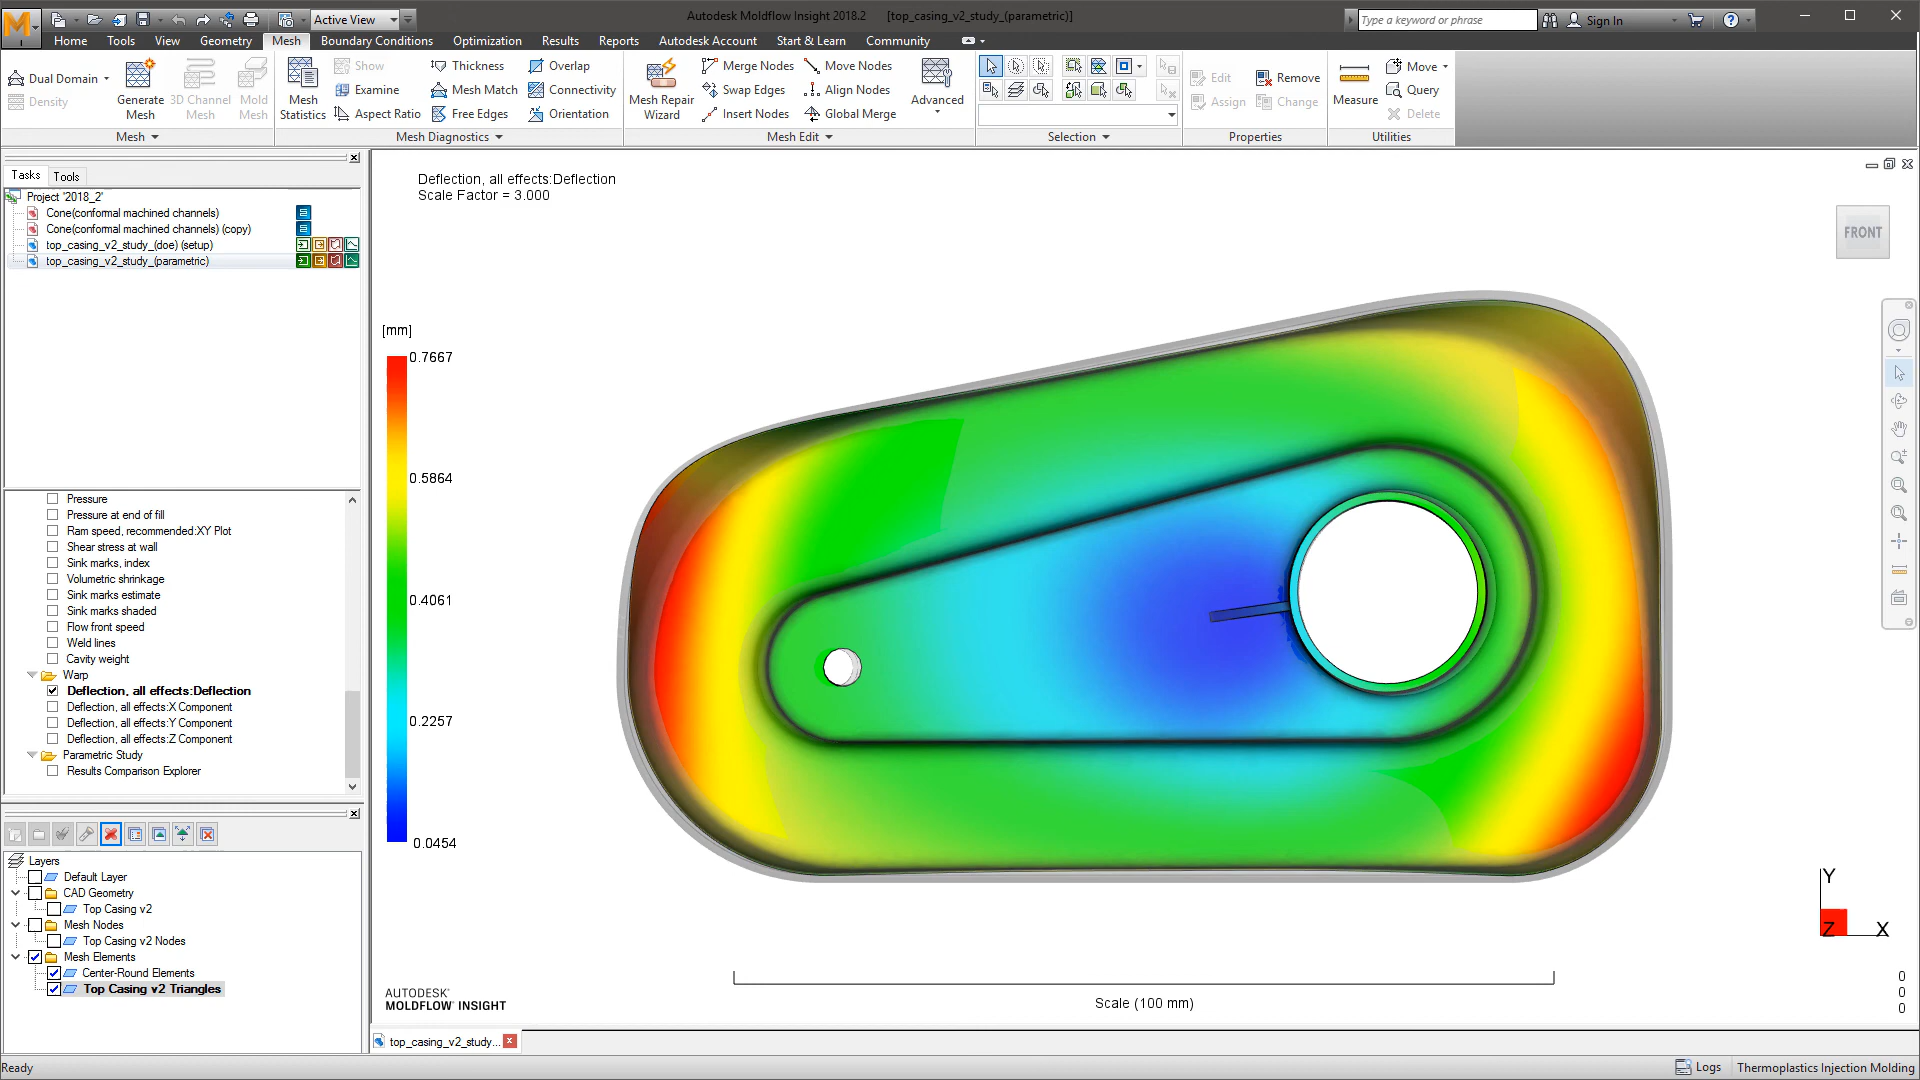 Active View
Autodesk Moldflow Insight 2018.2 [top_casing_v2_study_(parametric)]
Type a keyword or phrase
Sign In
Home Tools View Geometry Mesh Boundary Conditions Optimization Results Reports Autodesk Account Start & Learn Community
Dual Domain
Density
Generate Mesh
3D Channel Mesh
Mold Mesh
Mesh
Mesh Statistics
Show
Examine
Aspect Ratio
Thickness
Mesh Match
Free Edges
Overlap
Connectivity
Orientation
Mesh Diagnostics
Mesh Repair Wizard
Merge Nodes
Swap Edges
Insert Nodes
Move Nodes
Align Nodes
Global Merge
Advanced
Mesh Edit
Selection
Edit
Assign
Remove
Change
Properties
Measure
Move
Query
Delete
Utilities
Tasks Tools
Project '2018_2'
Cone(conformal machined channels)
Cone(conformal machined channels) (copy)
top_casing_v2_study_(doe) (setup)
top_casing_v2_study_(parametric)
Pressure
Pressure at end of fill
Ram speed, recommended:XY Plot
Shear stress at wall
Sink marks, index
Volumetric shrinkage
Sink marks estimate
Sink marks shaded
Flow front speed
Weld lines
Cavity weight
Warp
Deflection, all effects:Deflection
Deflection, all effects:X Component
Deflection, all effects:Y Component
Deflection, all effects:Z Component
Parametric Study
Results Comparison Explorer
Layers
Default Layer
CAD Geometry
Top Casing v2
Mesh Nodes
Top Casing v2 Nodes
Mesh Elements
Center-Round Elements
Top Casing v2 Triangles
Deflection, all effects:Deflection
Scale Factor = 3.000
[mm]
0.7667
0.5864
0.4061
0.2257
0.0454
FRONT
Y
Z
X
0
0
0
AUTODESK®
MOLDFLOW® INSIGHT
Scale (100 mm)
top_casing_v2_study...
Ready
Logs
Thermoplastics Injection Molding